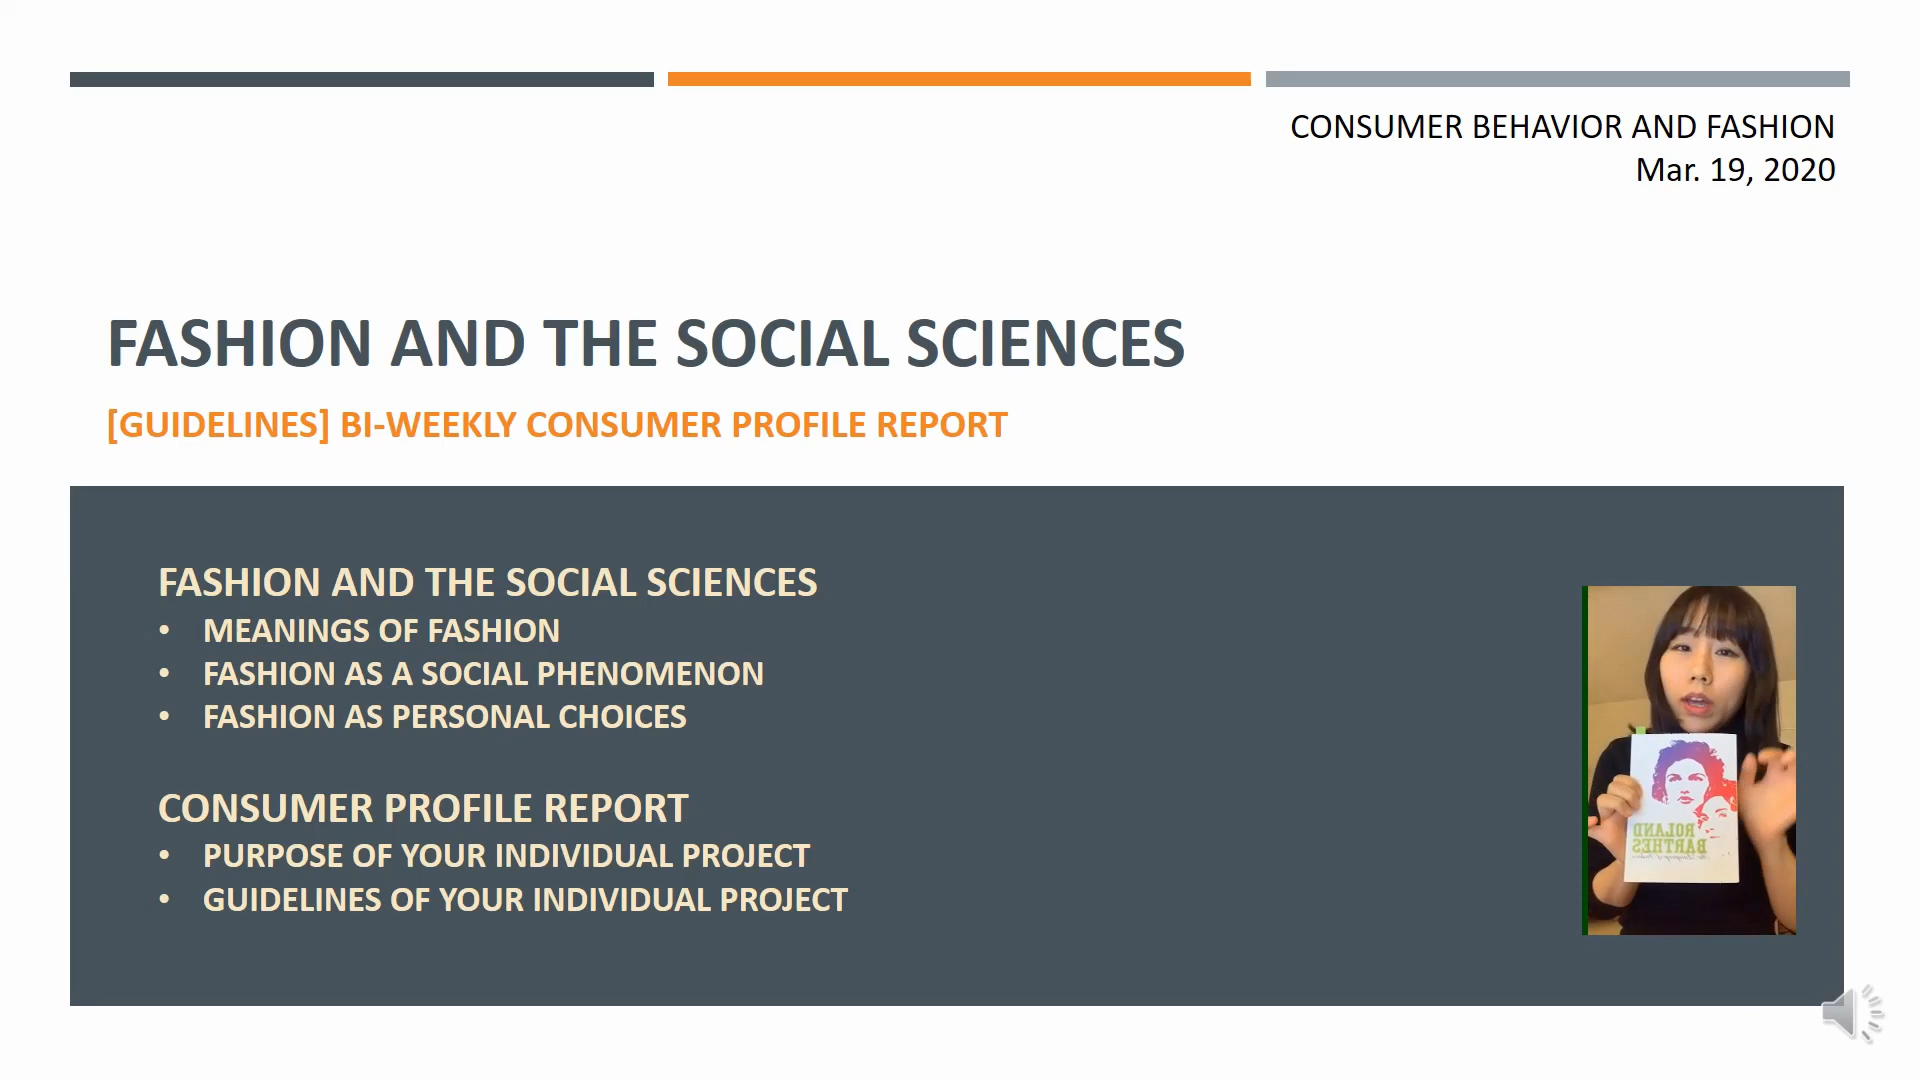 CONSUMER BEHAVIOR AND FASHION
Mar. 19, 2020
FASHION AND THE SOCIAL SCIENCES
[GUIDELINES] BI-WEEKLY CONSUMER PROFILE REPORT
FASHION AND THE SOCIAL SCIENCES
• MEANINGS OF FASHION
• FASHION AS A SOCIAL PHENOMENON
• FASHION AS PERSONAL CHOICES
CONSUMER PROFILE REPORT
• PURPOSE OF YOUR INDIVIDUAL PROJECT
• GUIDELINES OF YOUR INDIVIDUAL PROJECT
ROLAND
BARTHES